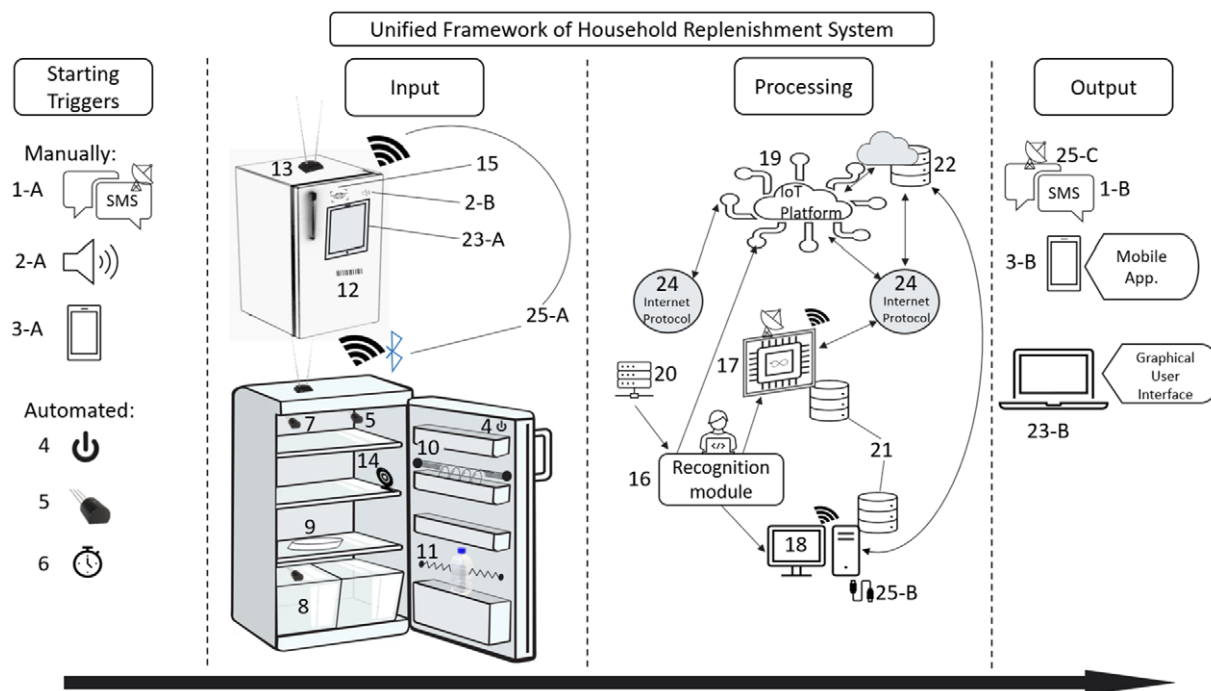 Unified Framework of Household Replenishment System
Starting
Triggers
Manually:
1-A
SMS
2-A
3-A
Automated:
4
5
6
Input
13
15
2-B
23-A
12
25-A
7
5
4
10
14
9
11
8
Processing
19
22
IoT
Platform
24
Internet
Protocol
24
Internet
Protocol
20
17
16
Recognition
module
21
18
25-B
Output
25-C
SMS
1-B
3-B
Mobile
App.
Graphical
User
Interface
23-B